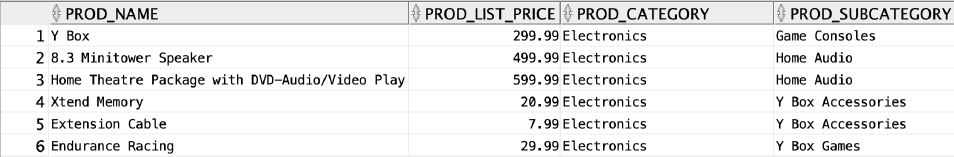 PROD_NAME PROD_LIST_PRICE PROD_CATEGORY PROD_SUBCATEGORY
1 Y Box 299.99 Electronics Game Consoles
2 8.3 Minitower Speaker 499.99 Electronics Home Audio
3 Home Theatre Package with DVD-Audio/Video Play 599.99 Electronics Home Audio
4 Xtend Memory 20.99 Electronics Y Box Accessories
5 Extension Cable 7.99 Electronics Y Box Accessories
6 Endurance Racing 29.99 Electronics Y Box Games